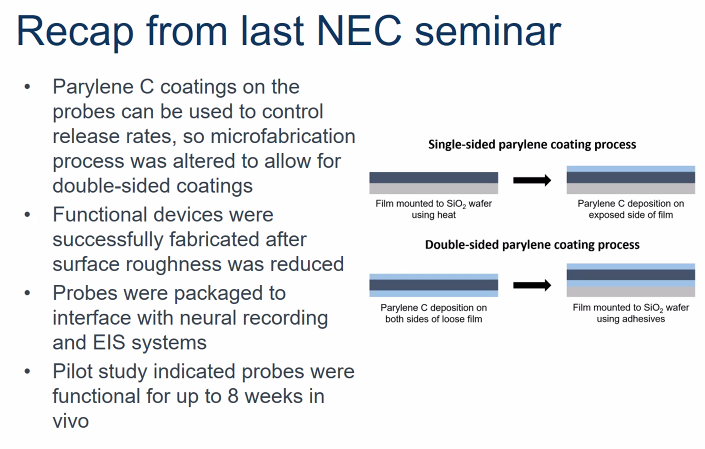 Recap from last NEC seminar
• Parylene C coatings on the
probes can be used to control
release rates, so microfabrication
process was altered to allow for
double-sided coatings
• Functional devices were
successfully fabricated after
surface roughness was reduced
• Probes were packaged to
interface with neural recording
and EIS systems
• Pilot study indicated probes were
functional for up to 8 weeks in
vivo
Single-sided parylene coating process
Film mounted to SiO₂ wafer
using heat
Parylene C deposition on
exposed side of film
Double-sided parylene coating process
Parylene C deposition on
both sides of loose film
Film mounted to SiO₂ wafer
using adhesives